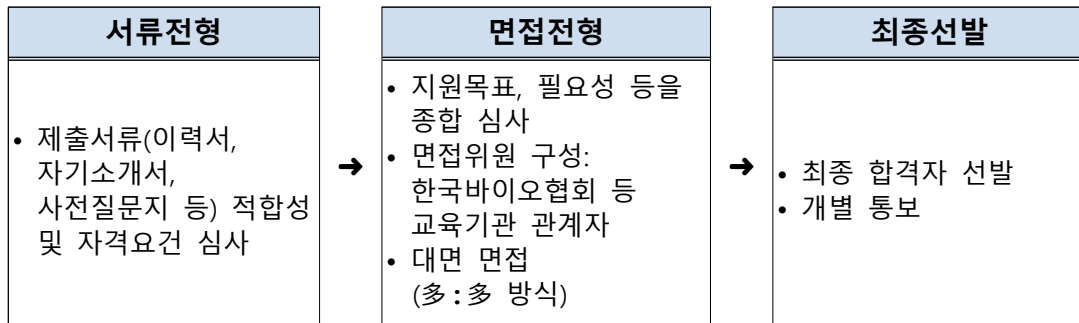 서류전형
• 제출서류(이력서,
자기소개서,
사전질문지 등) 적합성
및 자격요건 심사
➜
면접전형
• 지원목표, 필요성 등을
종합 심사
• 면접위원 구성:
한국바이오협회 등
교육기관 관계자
• 대면 면접
(多:多 방식)
➜
최종선발
• 최종 합격자 선발
• 개별 통보